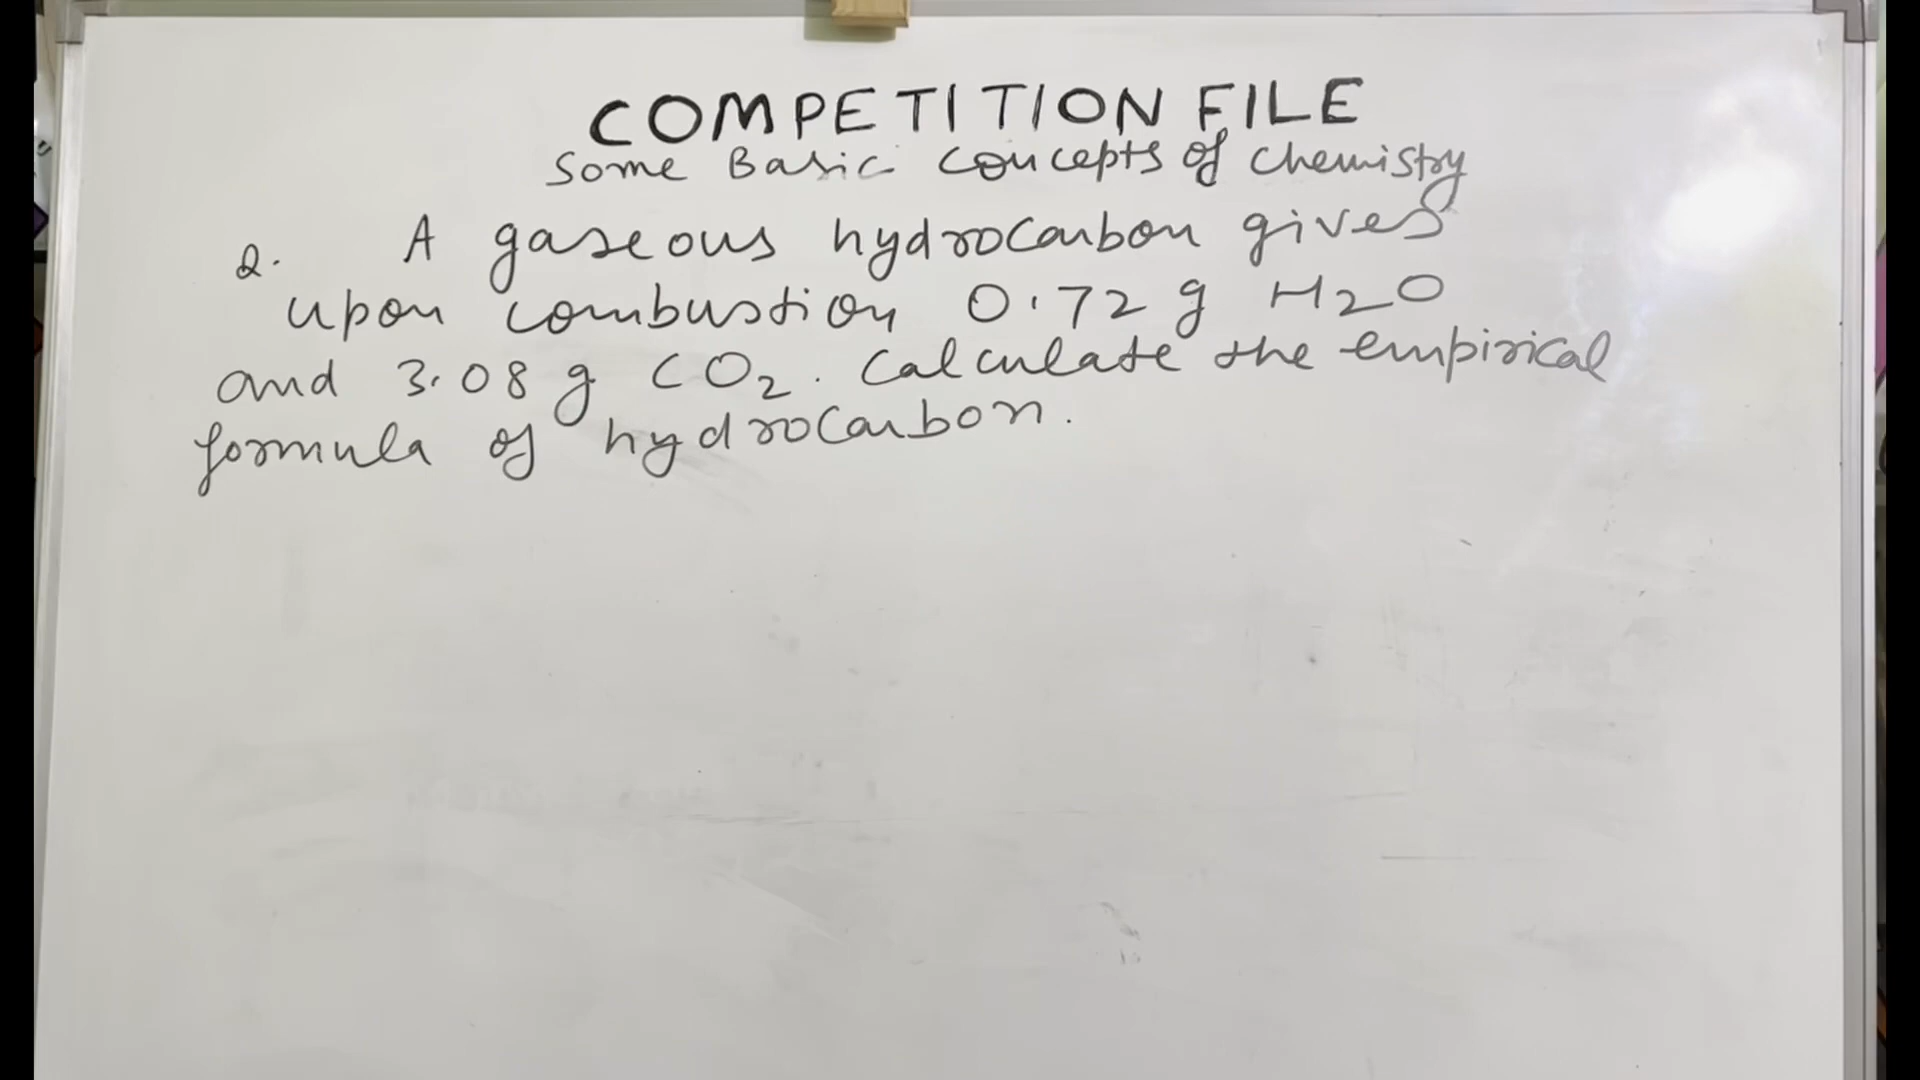 COMPETITION FILE
Some Basic Concepts of Chemistry
Q. A gaseous hydrocarbon gives
upon combustion 0.72 g H2O
and 3.08 g CO2. Calculate the empirical
formula of hydrocarbon.